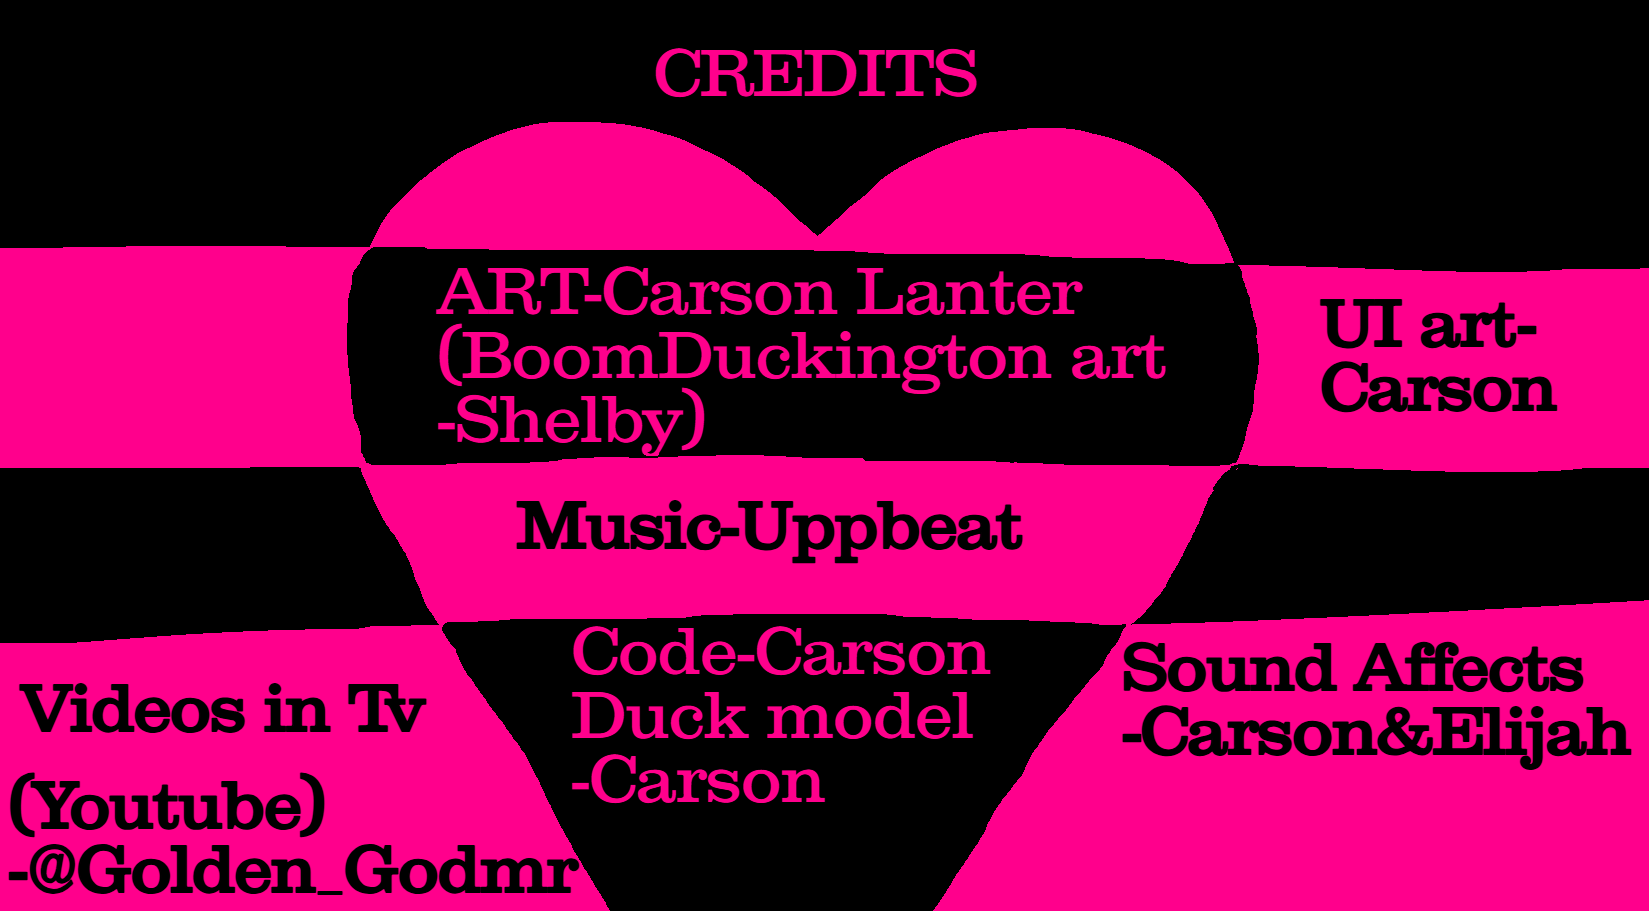 CREDITS
ART-Carson Lanter
(BoomDuckington art
-Shelby)
UI art-
Carson
Music-Uppbeat
Code-Carson
Duck model
-Carson
Sound Affects
-Carson&Elijah
Videos in Tv
(Youtube)
-@Golden_Godmr